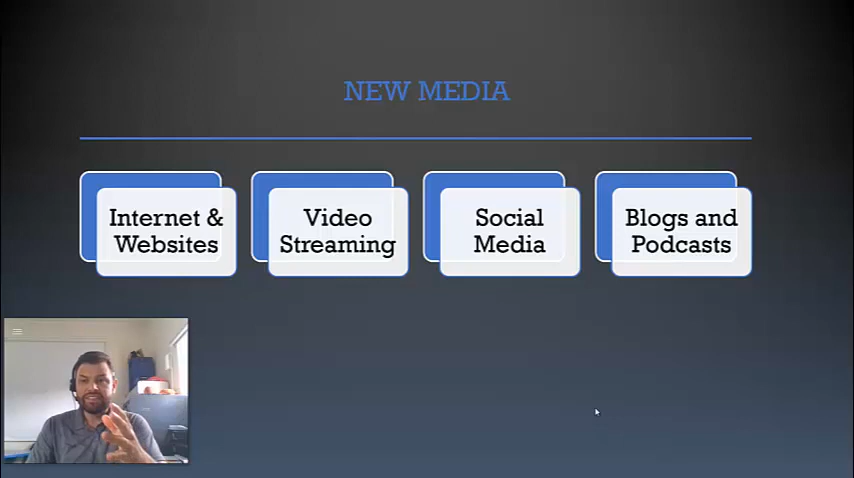 NEW MEDIA
Internet &
Websites
Video
Streaming
Social
Media
Blogs and
Podcasts